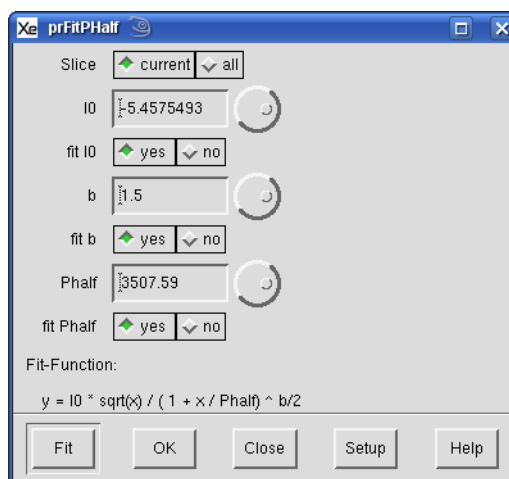 Xe prFitPHalf
Slice current all
I0 -5.4575493
fit I0 yes no
b 1.5
fit b yes no
Phalf 3507.59
fit Phalf yes no
Fit-Function:
y = I0 * sqrt(x) / ( 1 + x / Phalf) ^ b/2
Fit OK Close Setup Help